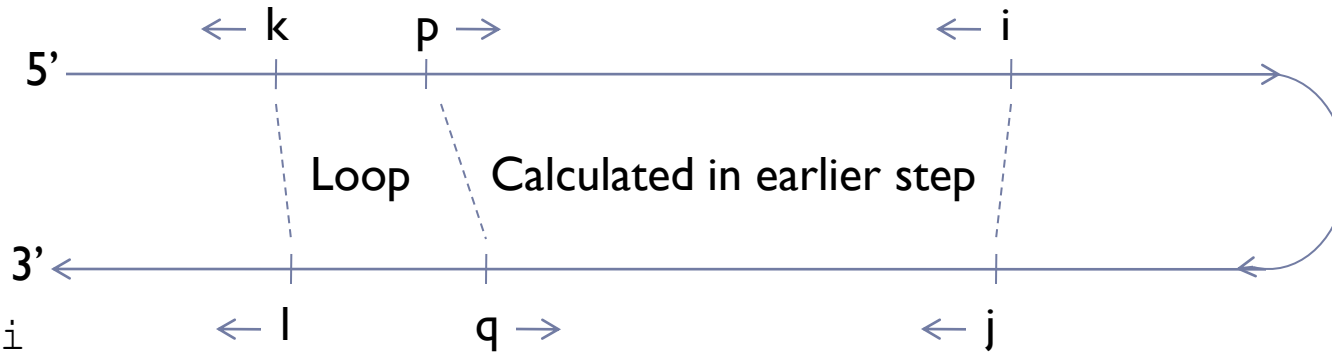 ← k p → ← i
5'
Loop Calculated in earlier step
3'
← l q → ← j
i